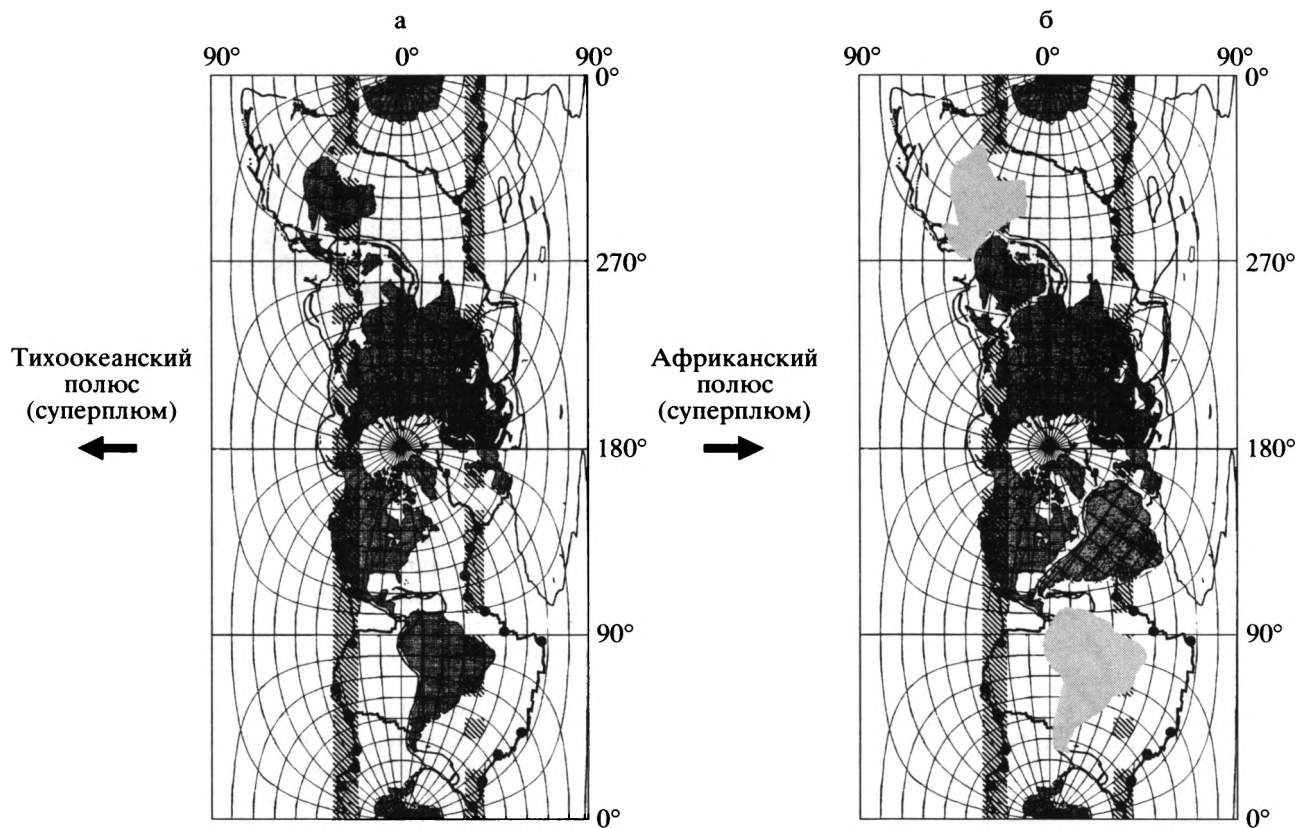 а
90° 0° 90°
0°
270°
Тихоокеанский
полюс
(суперплюм)
180°
90°
0°
б
90° 0° 90°
0°
270°
Африканский
полюс
(суперплюм)
180°
90°
0°